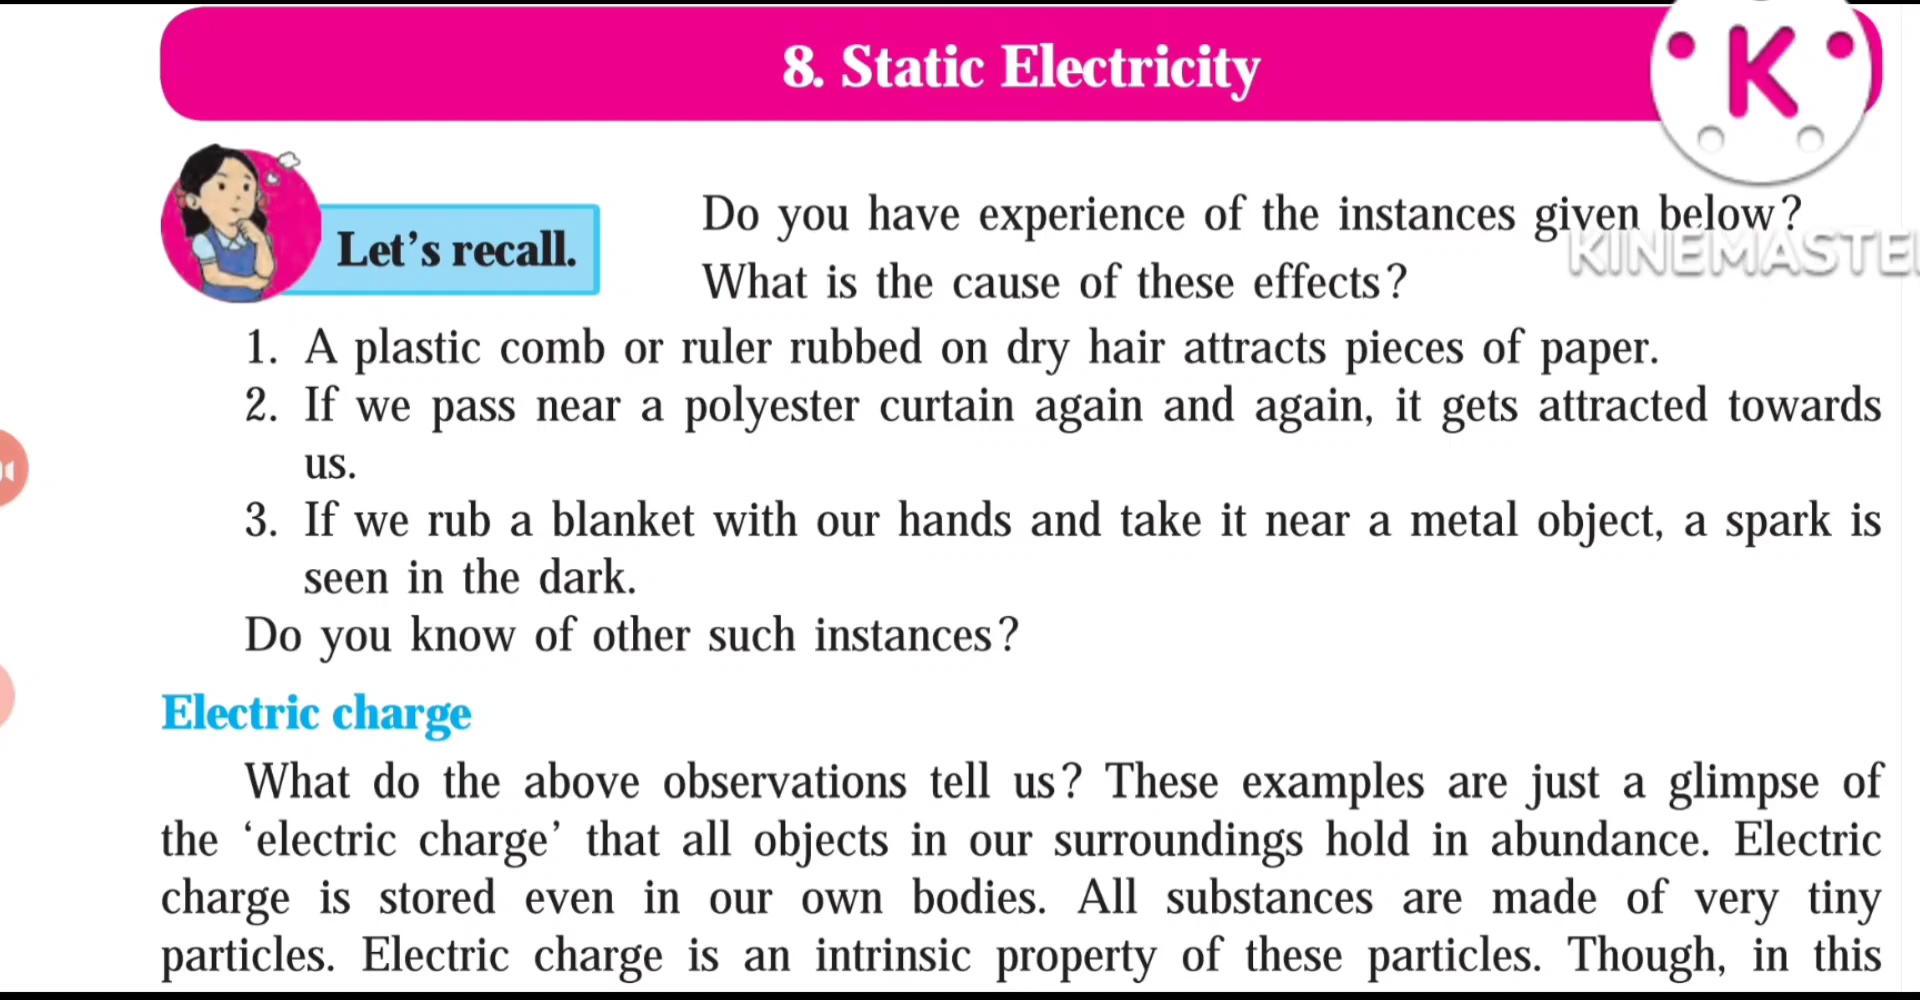 8. Static Electricity
K
Let's recall.
Do you have experience of the instances given below?
KINEMASTE
What is the cause of these effects?
1. A plastic comb or ruler rubbed on dry hair attracts pieces of paper.
2. If we pass near a polyester curtain again and again, it gets attracted towards
us.
3. If we rub a blanket with our hands and take it near a metal object, a spark is
seen in the dark.
Do you know of other such instances?
Electric charge
What do the above observations tell us? These examples are just a glimpse of
the ‘electric charge’ that all objects in our surroundings hold in abundance. Electric
charge is stored even in our own bodies. All substances are made of very tiny
particles. Electric charge is an intrinsic property of these particles. Though, in this